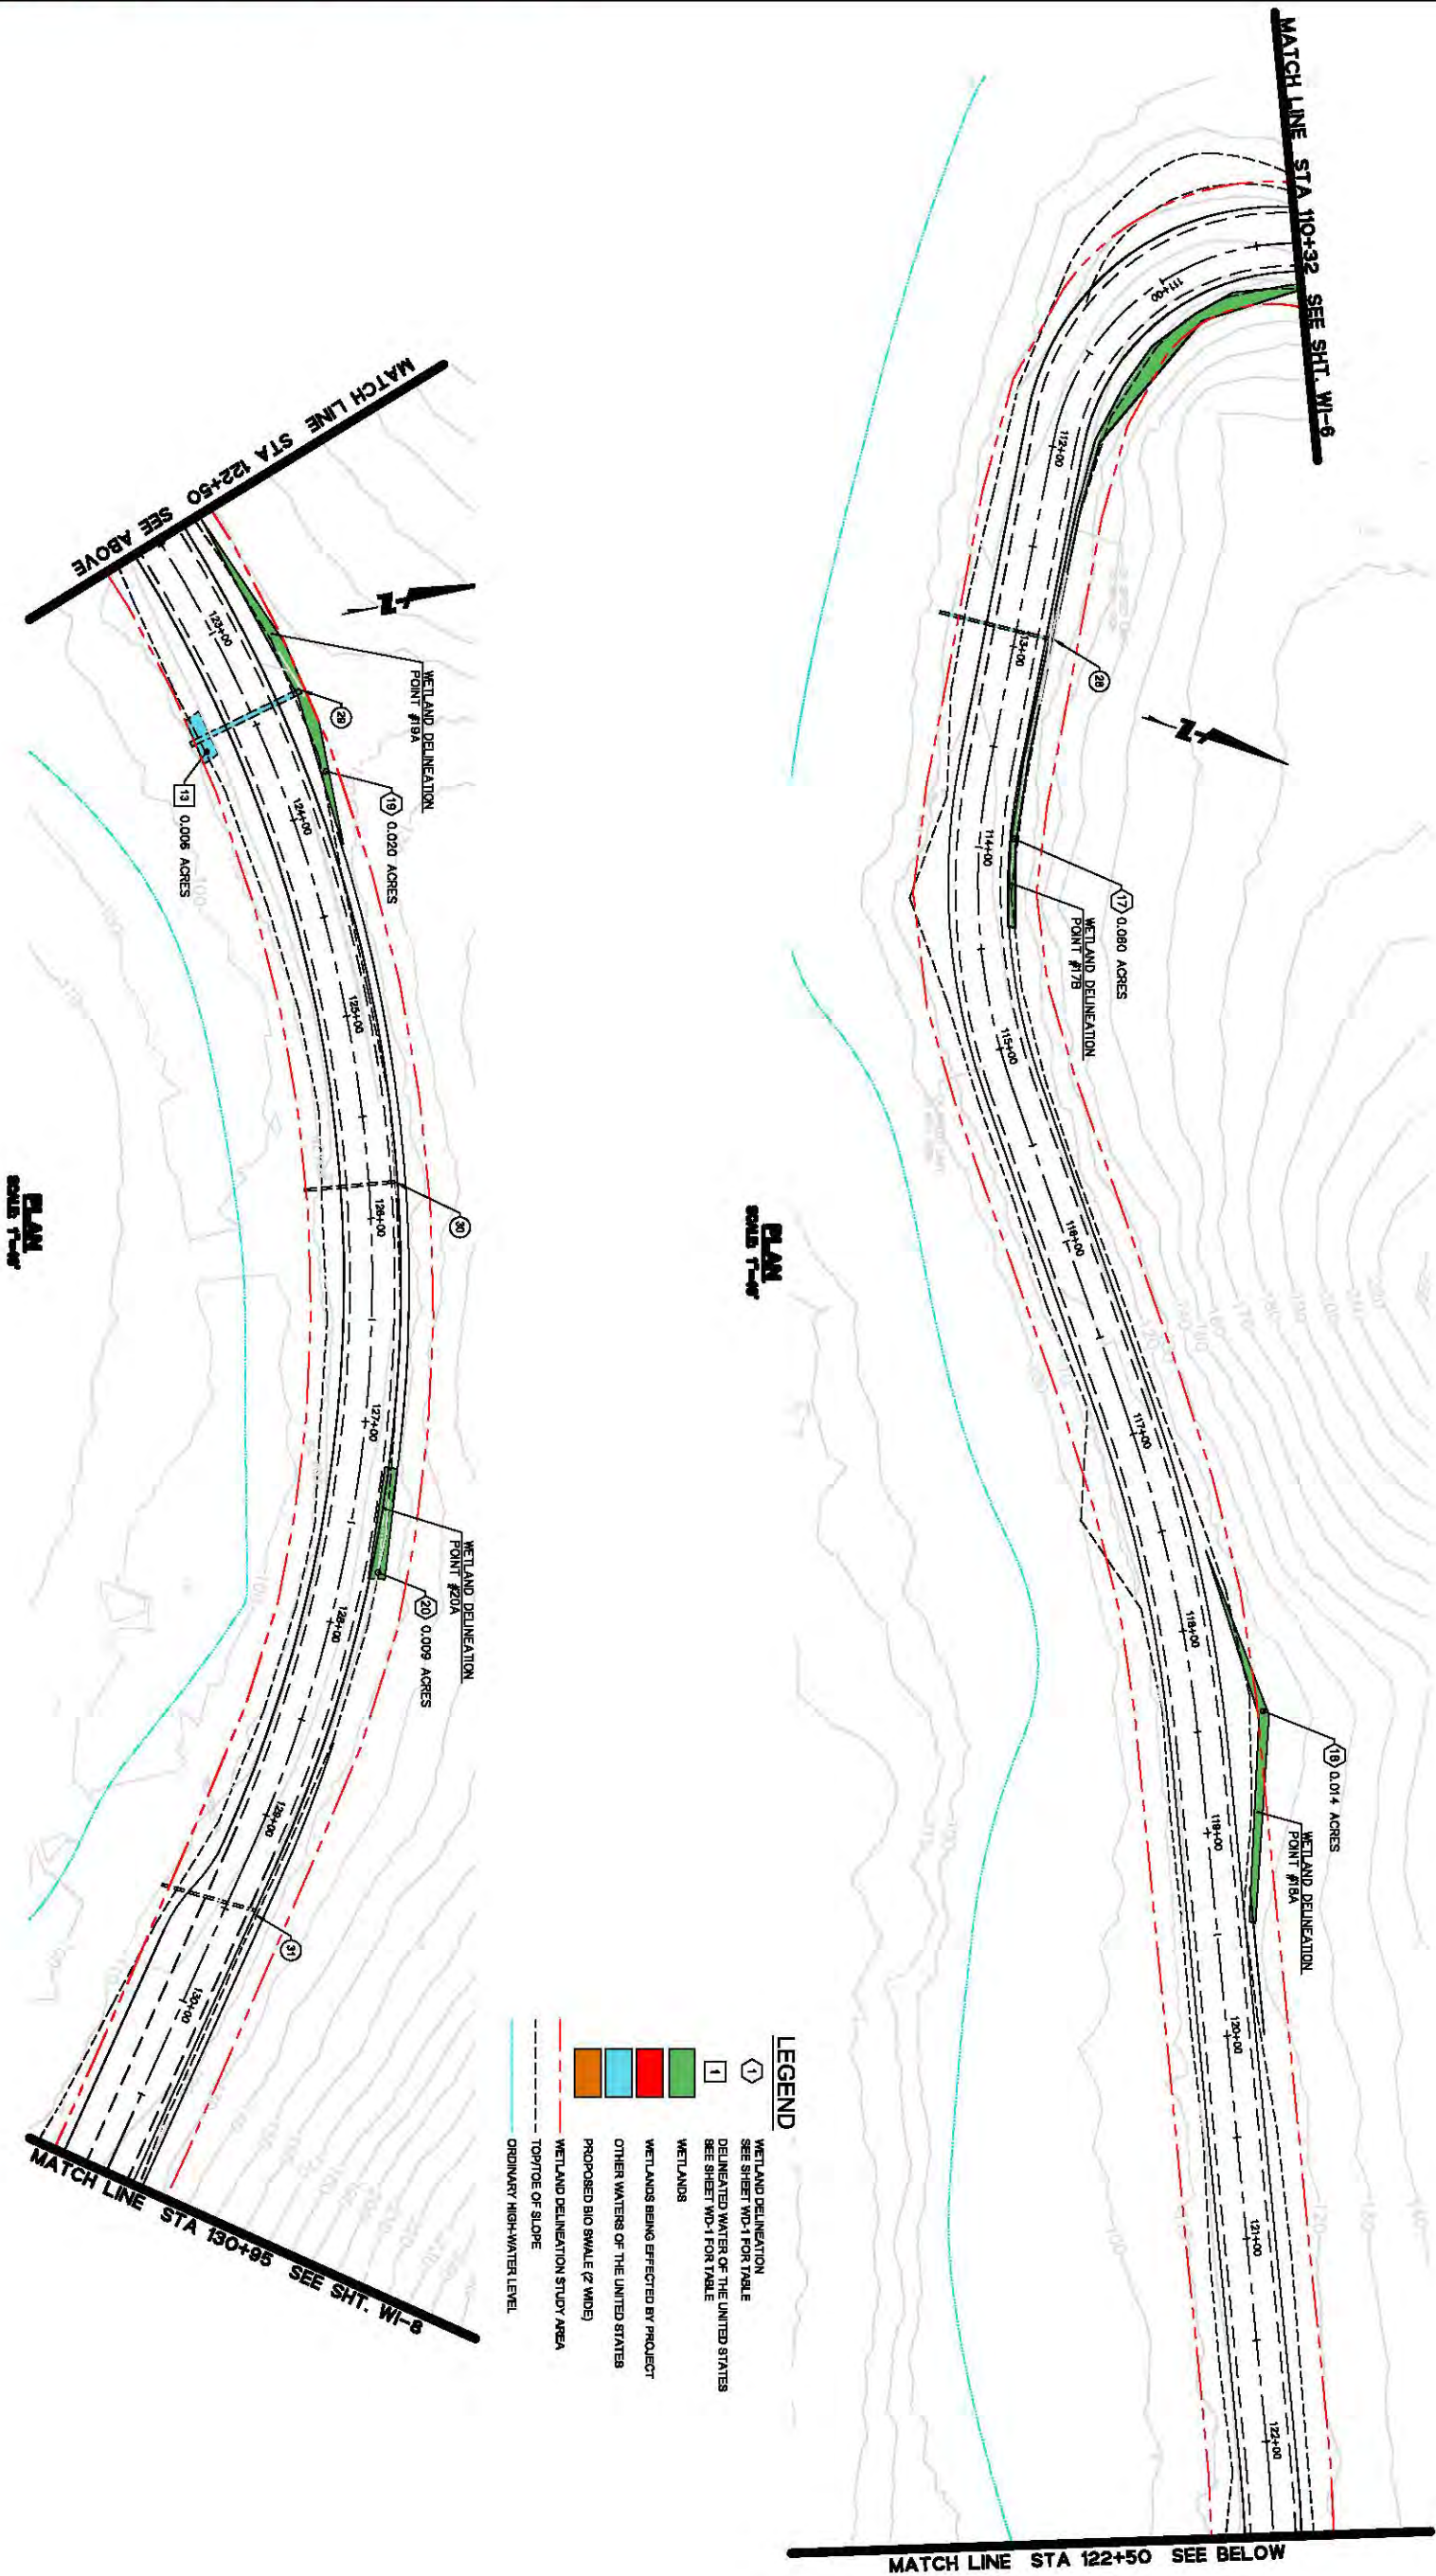 MATCH LINE STA 110+32 SEE SHT. WI-6
111+00
112+00
28
13+00
17 0.060 ACRES
114+00
WETLAND DELINEATION
POINT #17B
115+00
116+00
117+00
118+00
18 0.014 ACRES
119+00
WETLAND DELINEATION
POINT #18A
120+00
121+00
122+00
MATCH LINE STA 122+50 SEE BELOW
PLAN
MATCH LINE STA 122+50 SEE ABOVE
123+00
WETLAND DELINEATION
POINT #19A
29
13 0.006 ACRES
19 0.020 ACRES
124+00
125+00
30
126+00
127+00
WETLAND DELINEATION
POINT #20A
20 0.009 ACRES
128+00
129+00
31
130+00
MATCH LINE STA 130+95 SEE SHT. WI-8
PLAN
LEGEND
1 WETLAND DELINEATION
SEE SHEET WD-1 FOR TABLE
1 DELINEATED WATER OF THE UNITED STATES
SEE SHEET WD-1 FOR TABLE
WETLANDS
WETLANDS BEING EFFECTED BY PROJECT
OTHER WATERS OF THE UNITED STATES
PROPOSED BIO SWALE (2' WIDE)
WETLAND DELINEATION STUDY AREA
TOP/TOE OF SLOPE
ORDINARY HIGH-WATER LEVEL